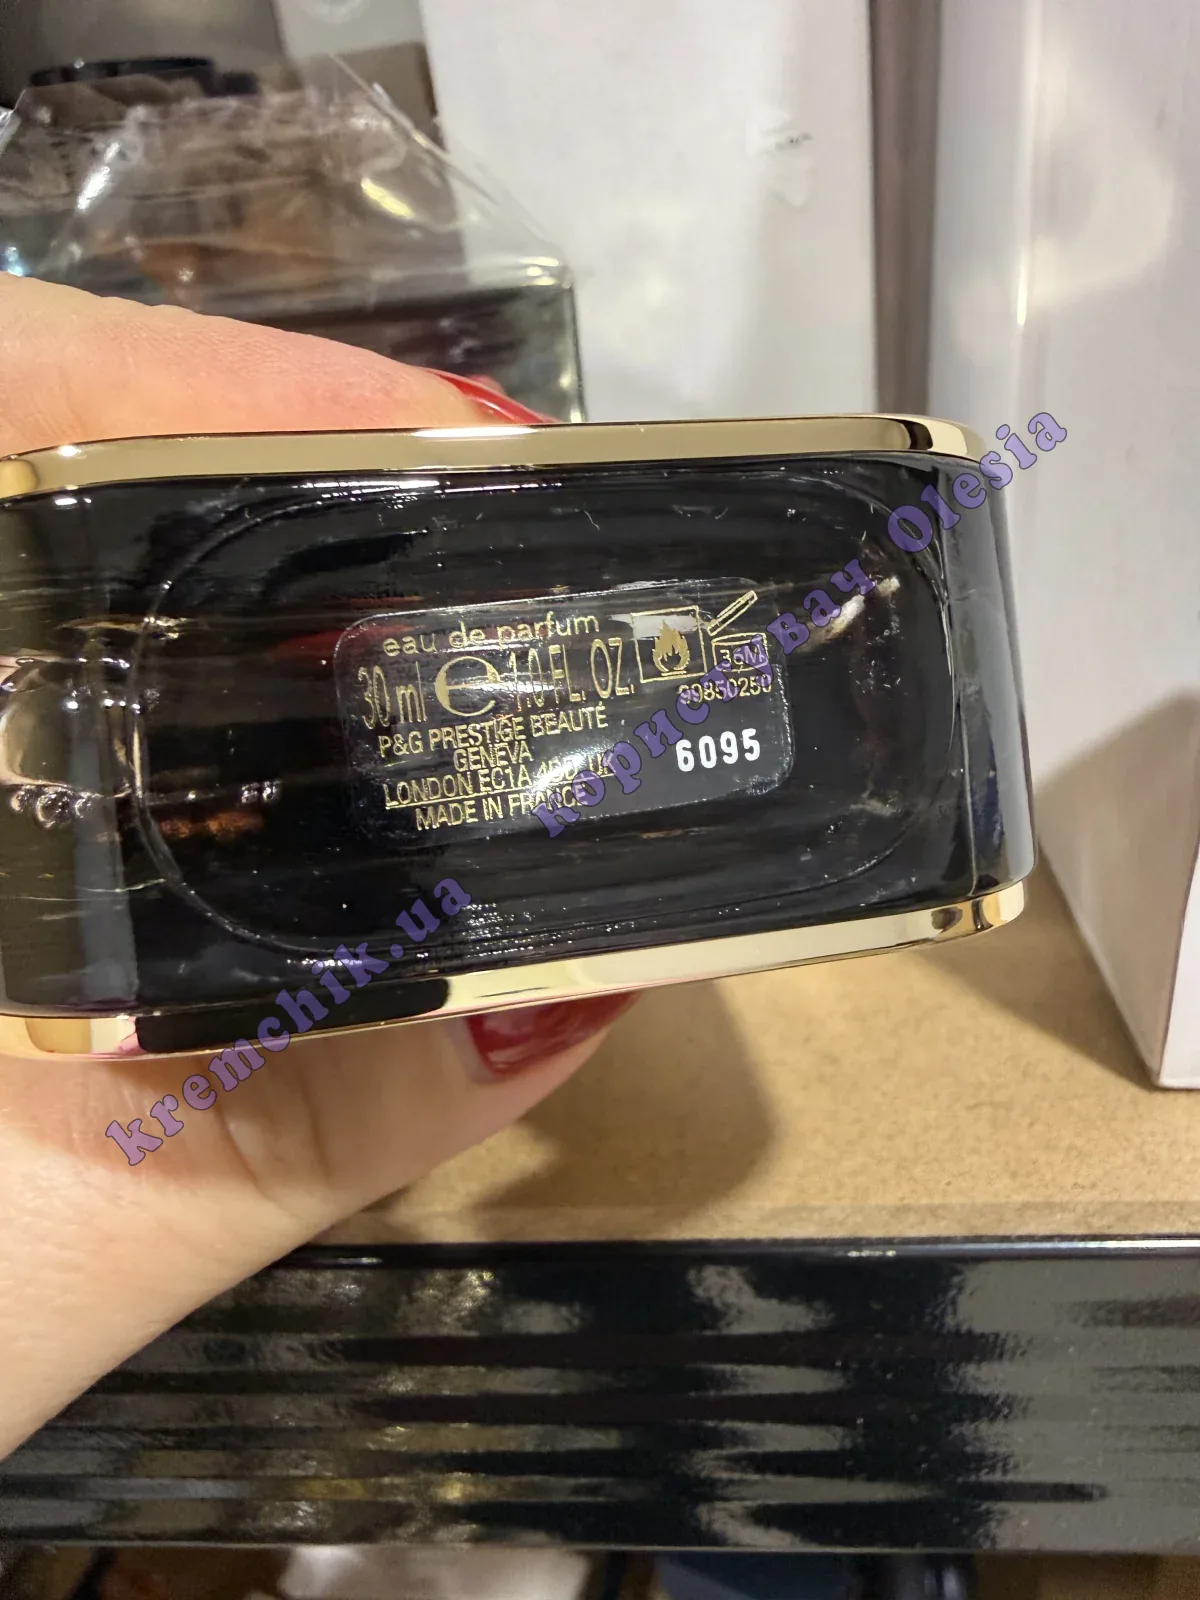 eau de parfum
30 ml e 1.0 FL. OZ.
36M
99850250
P&G PRESTIGE BEAUTÉ
GENEVA
LONDON EC1A
MADE IN FRANCE
6095
kremchik.ua
користувач Olesia